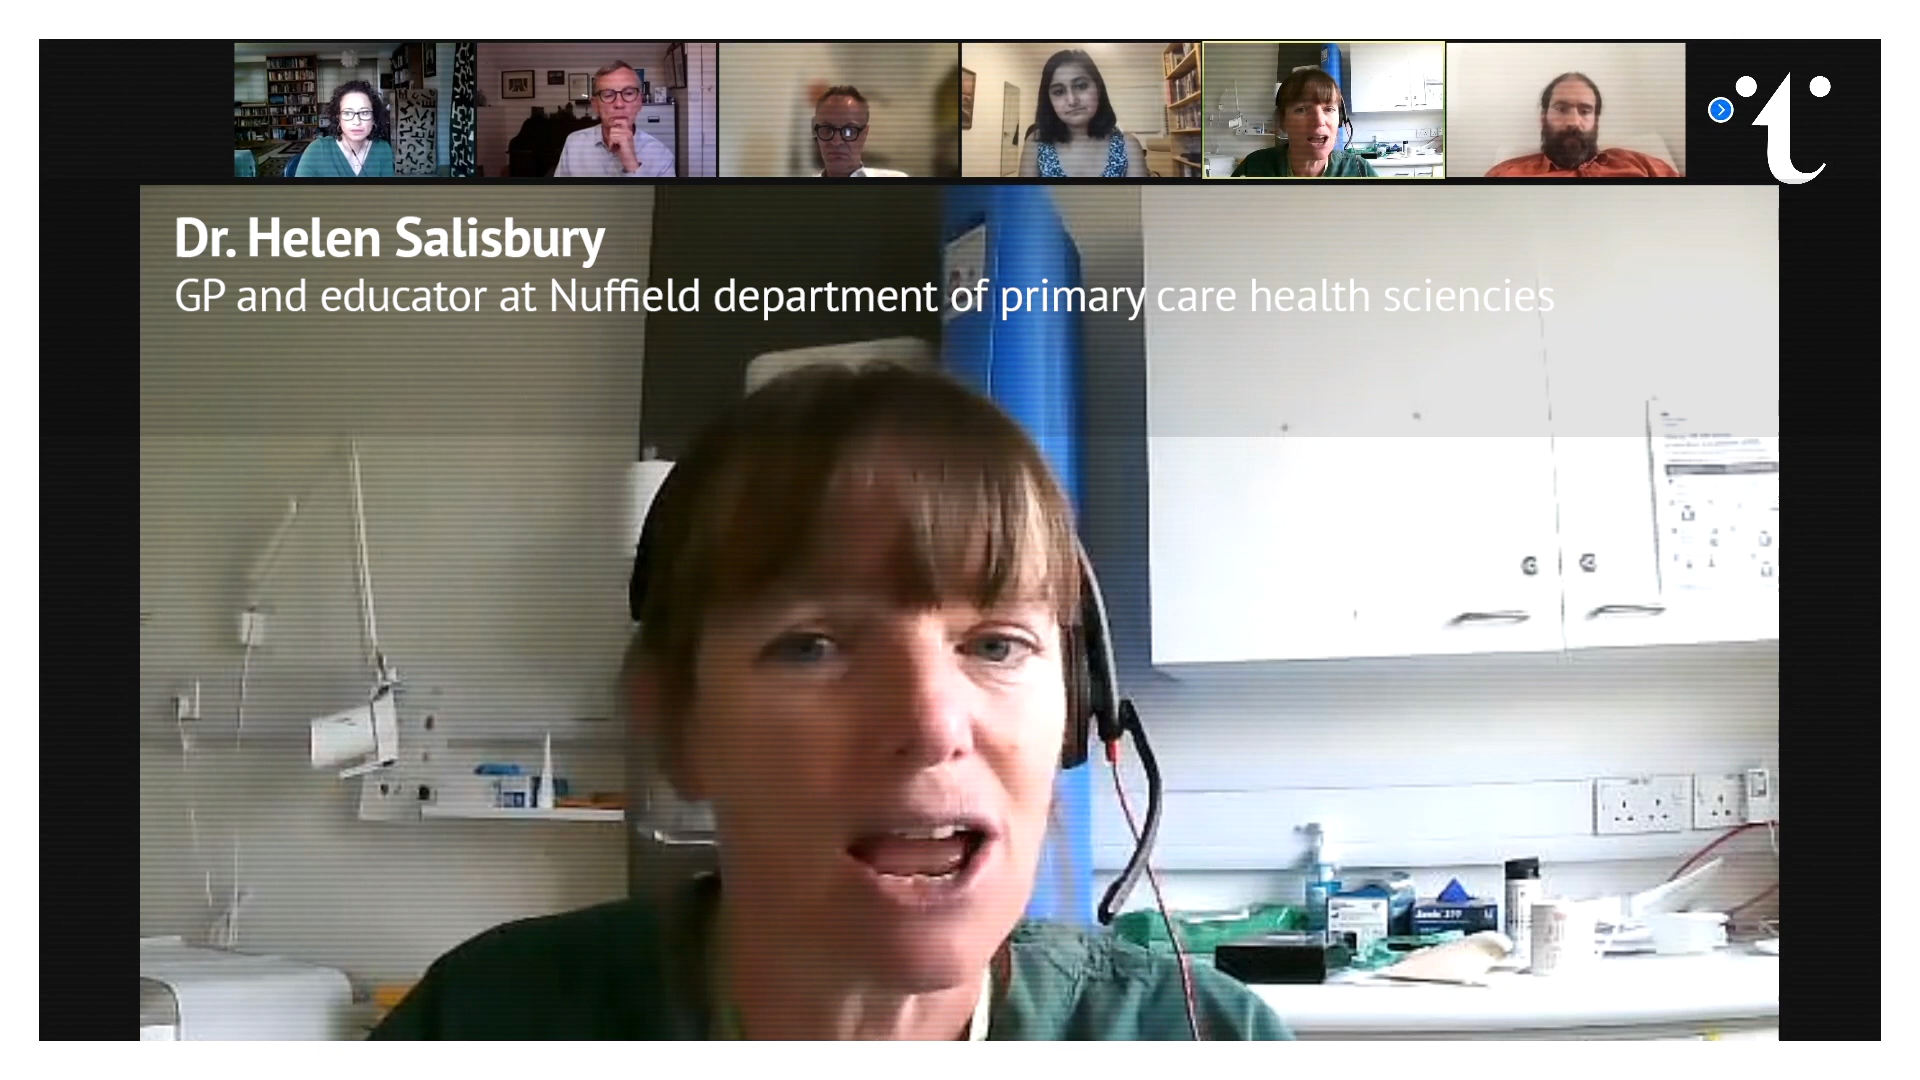 Dr. Helen Salisbury
GP and educator at Nuffield department of primary care health sciencies